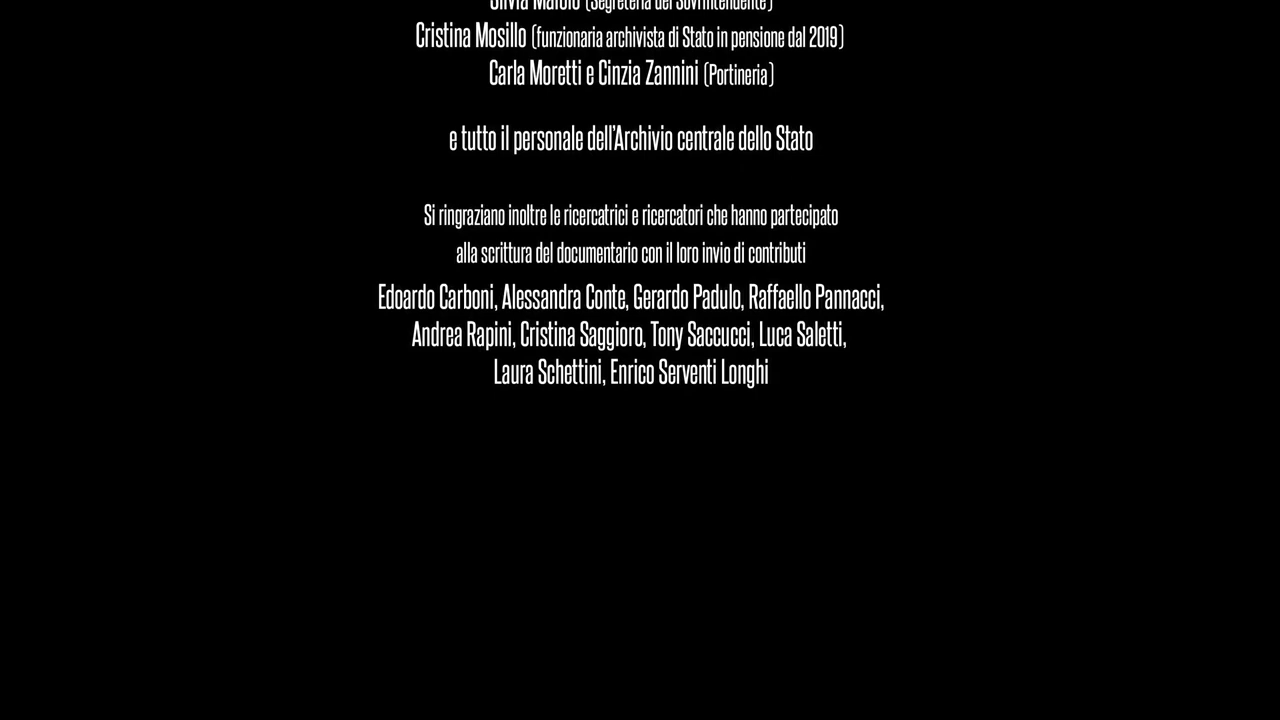 (Segreteria del Sovrintendente)
Cristina Mosillo (funzionaria archivista di Stato in pensione dal 2019)
Carla Moretti e Cinzia Zannini (Portineria)
e tutto il personale dell'Archivio centrale dello Stato
Si ringraziano inoltre le ricercatrici e ricercatori che hanno partecipato
alla scrittura del documentario con il loro invio di contributi
Edoardo Carboni, Alessandra Conte, Gerardo Padulo, Raffaello Pannacci,
Andrea Rapini, Cristina Saggioro, Tony Saccucci, Luca Saletti,
Laura Schettini, Enrico Serventi Longhi